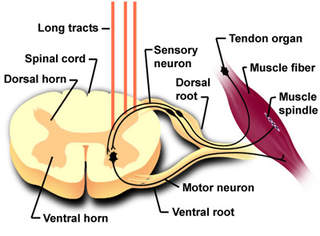 Long tracts
Sensory
neuron
Tendon organ
Spinal cord
Dorsal horn
Dorsal
root
Muscle fiber
Muscle
spindle
Motor neuron
Ventral horn
Ventral root